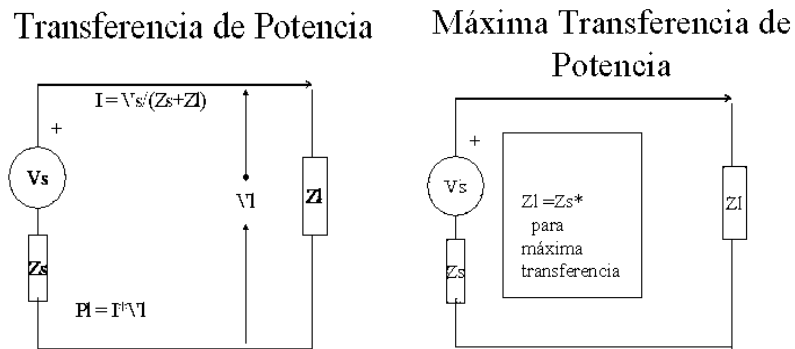 Transferencia de Potencia
I = Vs/(Zs+Zl)
+
Vs
Vl
Zl
Zs
Pl = I*Vl
Máxima Transferencia de
Potencia
+
Vs
Zl =Zs*
para
máxima
transferencia
Zl
Zs